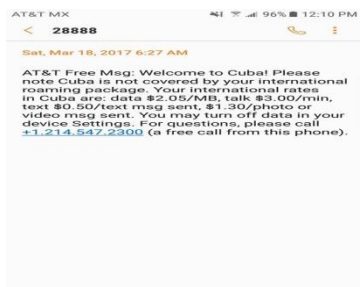 AT&T MX 96% 12:10 PM
< 28888
Sat, Mar 18, 2017 6:27 AM
AT&T Free Msg: Welcome to Cuba! Please
note Cuba is not covered by your international
roaming package. Your international rates
in Cuba are: data $2.05/MB, talk $3.00/min,
text $0.50/text msg sent, $1.30/photo or
video msg sent. You may turn off data in your
device Settings. For questions, please call
+1.214.547.2300 (a free call from this phone).